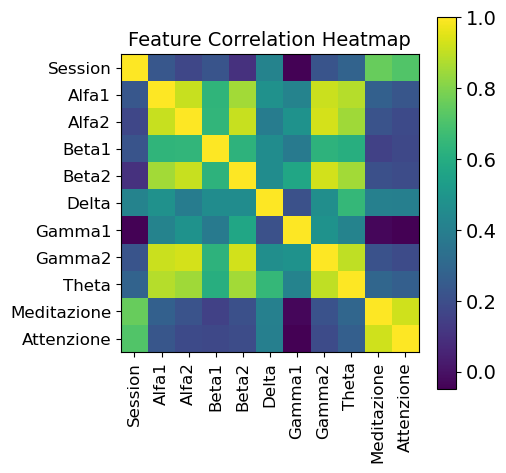 Feature Correlation Heatmap
Session
Alfa1
Alfa2
Beta1
Beta2
Delta
Gamma1
Gamma2
Theta
Meditazione
Attenzione
Session
Alfa1
Alfa2
Beta1
Beta2
Delta
Gamma1
Gamma2
Theta
Meditazione
Attenzione
1.0
0.8
0.6
0.4
0.2
0.0